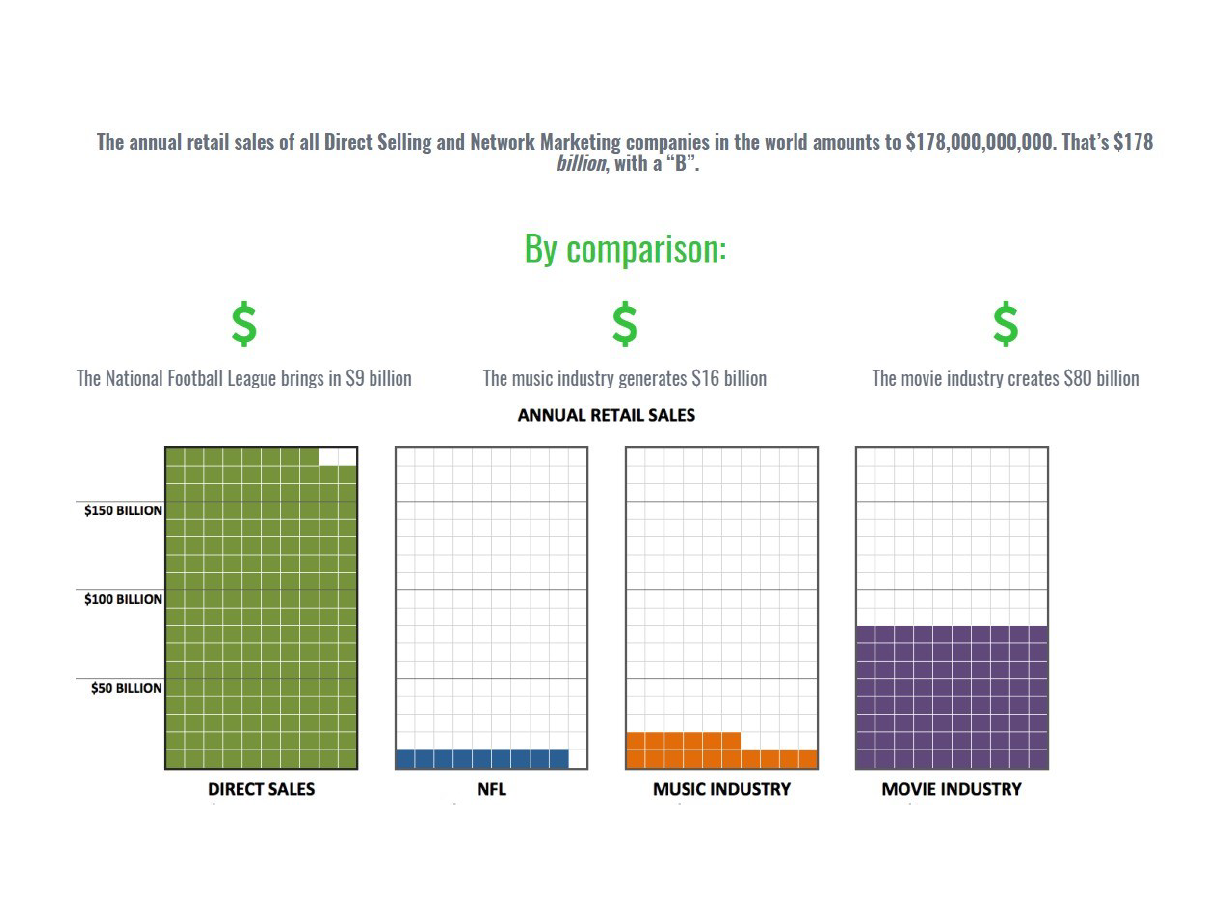 The annual retail sales of all Direct Selling and Network Marketing companies in the world amounts to $178,000,000,000. That’s $178
billion, with a “B”.
By comparison:
$ $ $
The National Football League brings in $9 billion
The music industry generates $16 billion
The movie industry creates $80 billion
ANNUAL RETAIL SALES
$150 BILLION
$100 BILLION
$50 BILLION
DIRECT SALES
NFL
MUSIC INDUSTRY
MOVIE INDUSTRY